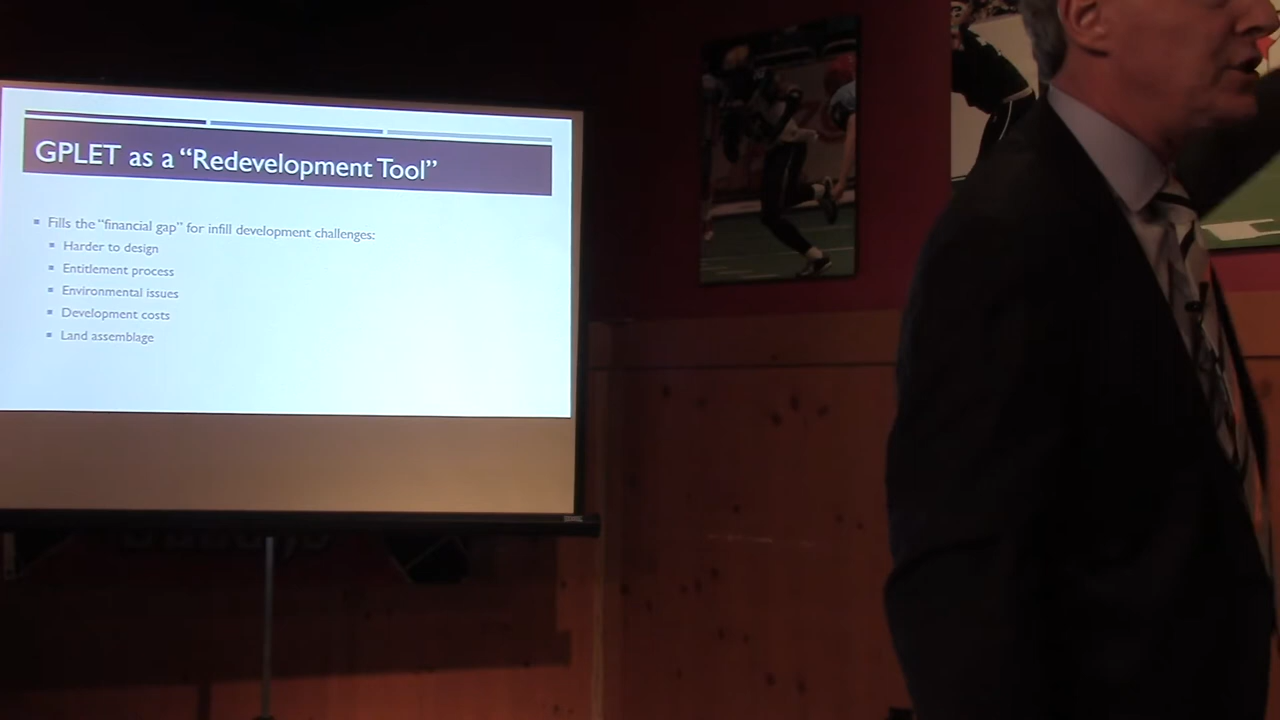 GPLET as a “Redevelopment Tool”
Fills the “financial gap” for infill development challenges:
Harder to design
Entitlement process
Environmental issues
Development costs
Land assemblage